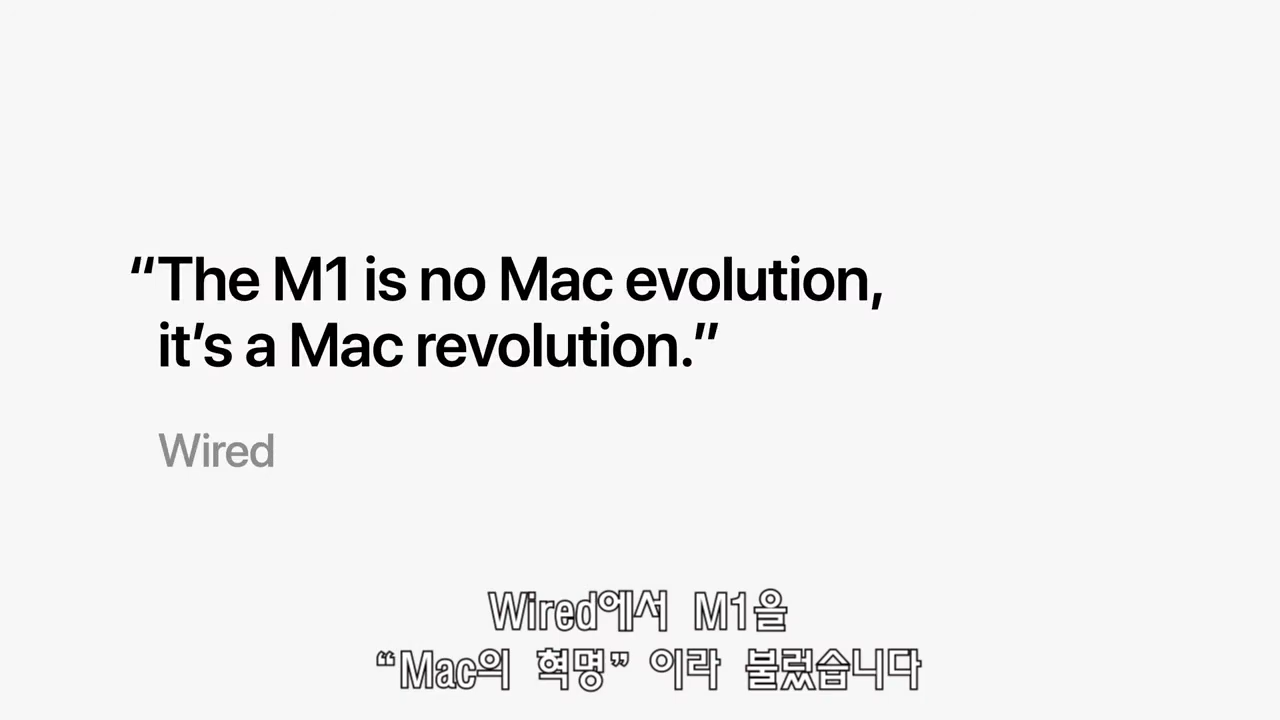 “The M1 is no Mac evolution,
it’s a Mac revolution.”
Wired
Wired에서 M1을
“Mac의 혁명” 이라 불렀습니다